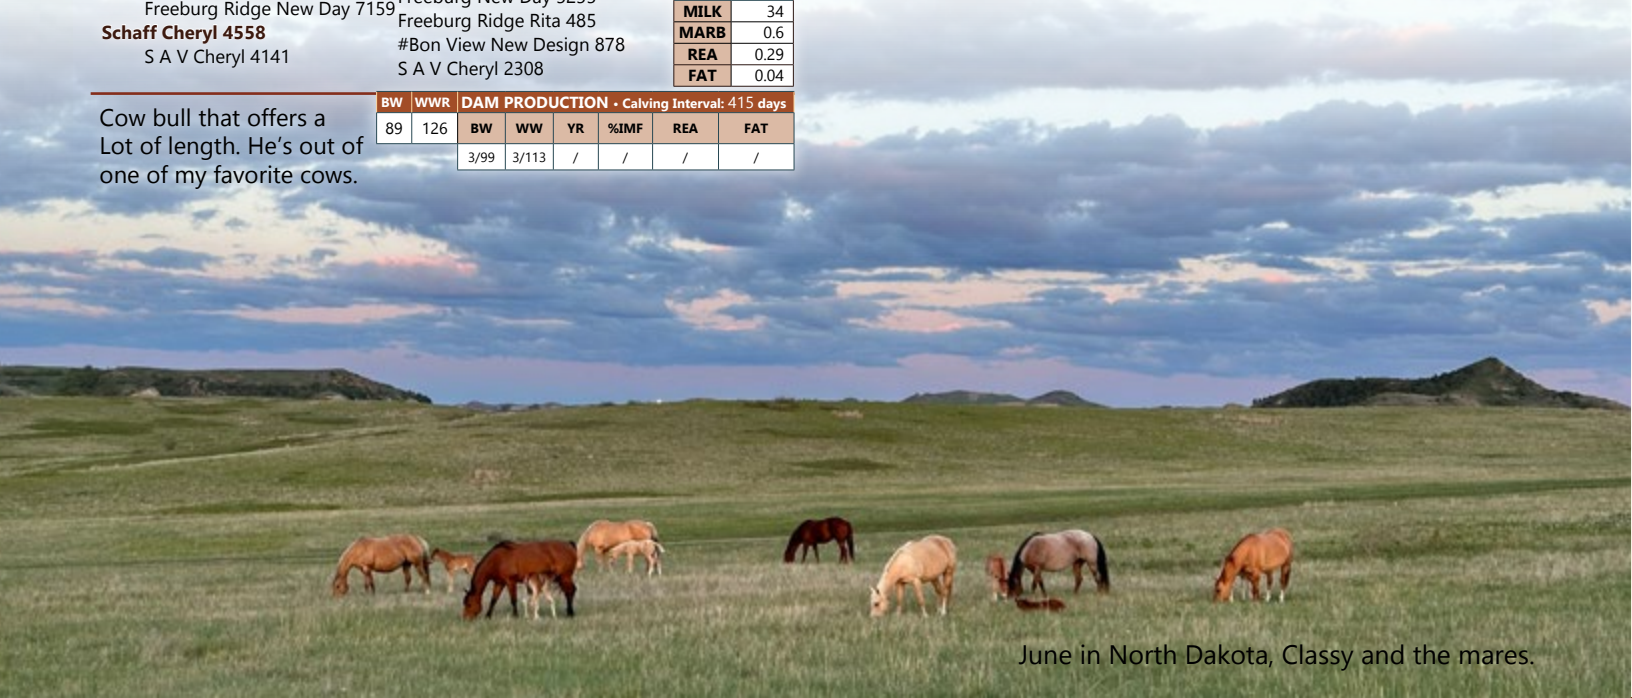 Freeburg Ridge New Day 7159
Schaff Cheryl 4558
S A V Cheryl 4141
Freeburg Ridge Rita 485
#Bon View New Design 878
S A V Cheryl 2308
MILK 34
MARB 0.6
REA 0.29
FAT 0.04
Cow bull that offers a
Lot of length. He’s out of
one of my favorite cows.
BW WWR DAM PRODUCTION • Calving Interval: 415 days
89 126 BW WW YR %IMF REA FAT
3/99 3/113 / / / /
June in North Dakota, Classy and the mares.